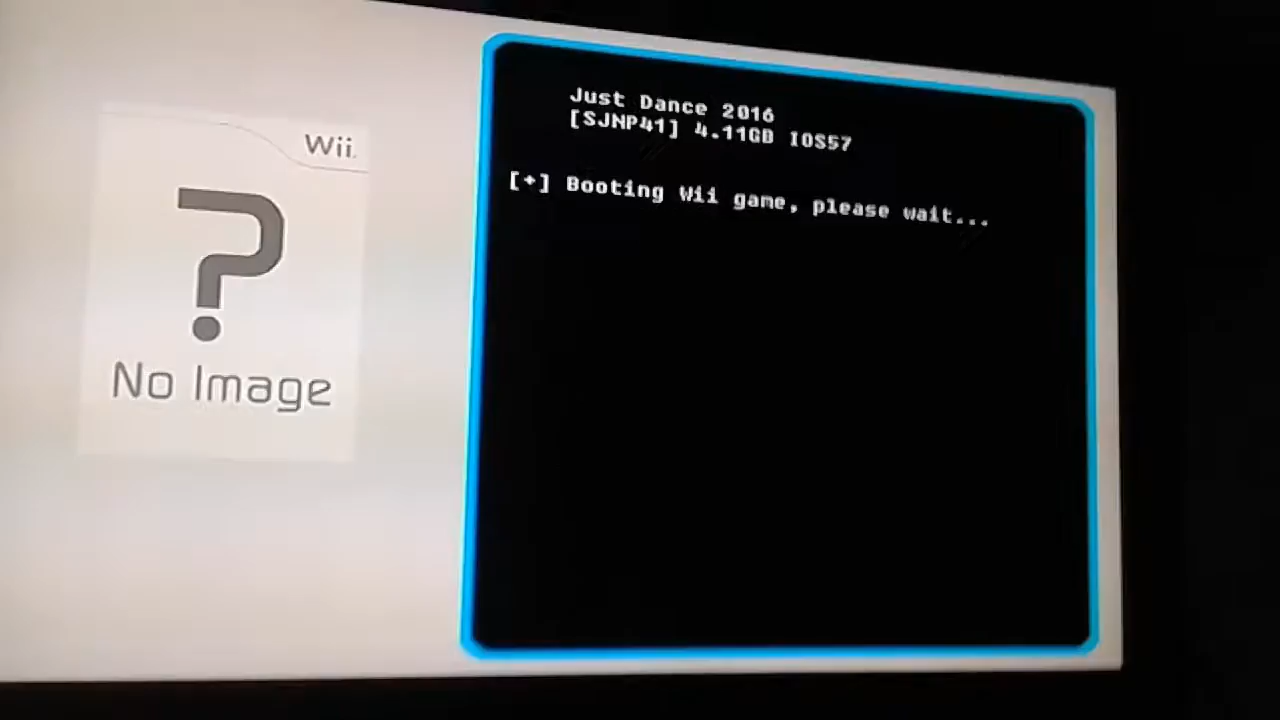 Wii.
No Image
Just Dance 2016
[SJNP41] 4.11GB IOS57
[+] Booting Wii game, please wait...